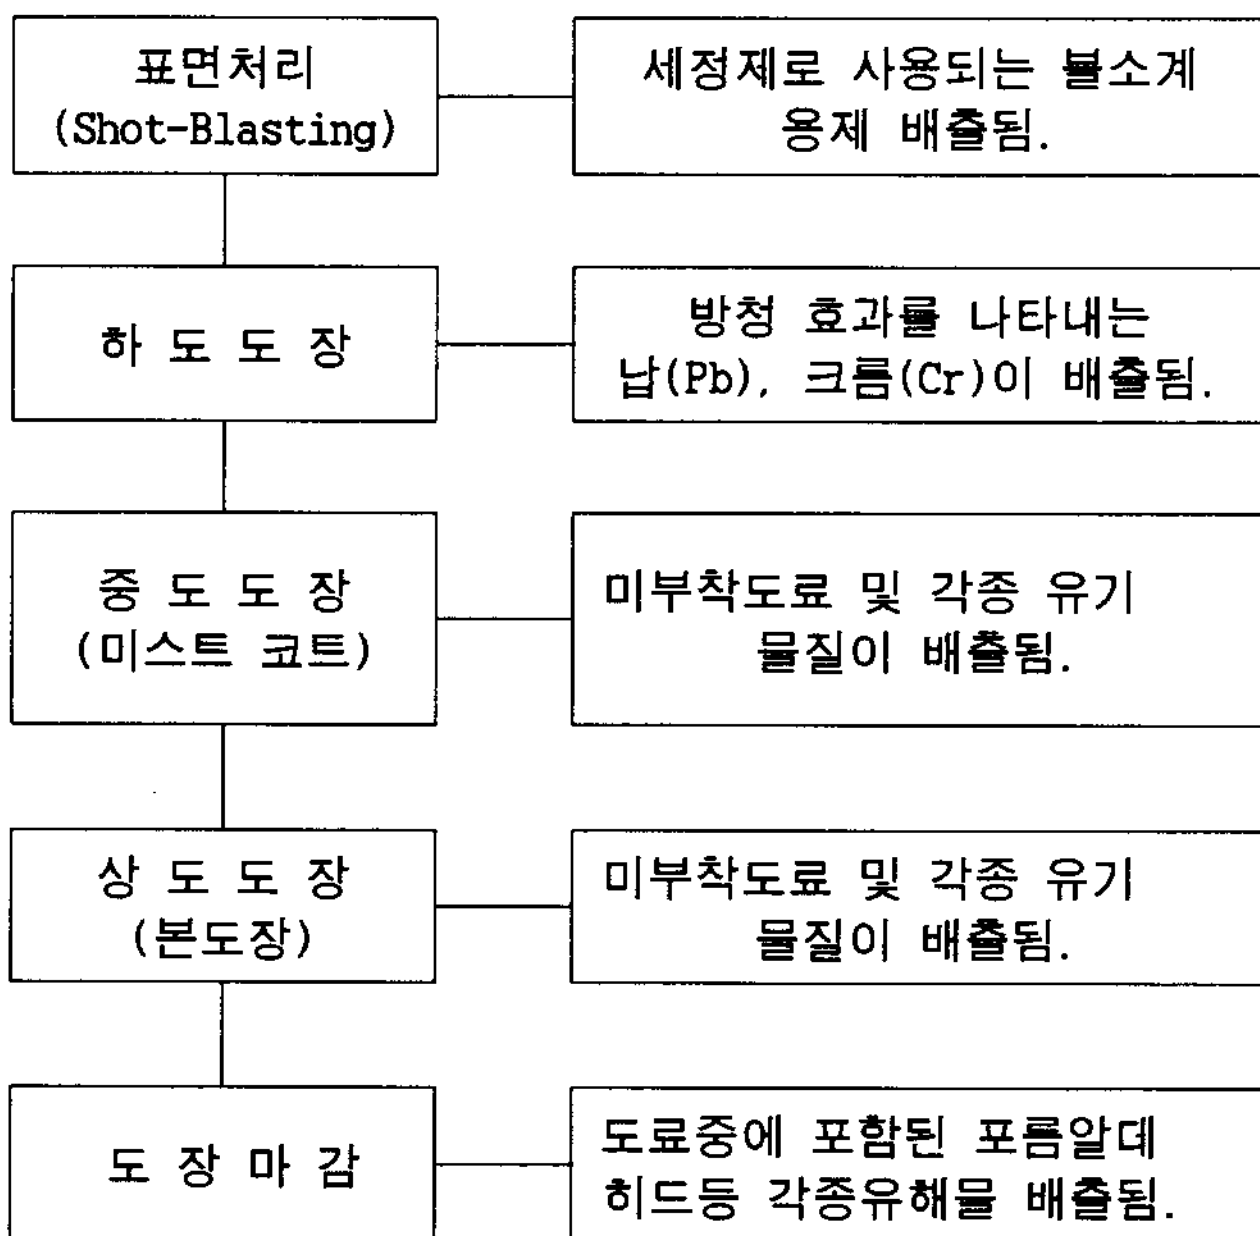 표면처리
(Shot-Blasting)
세정제로 사용되는 불소계
용제 배출됨.
하 도 도 장
방청 효과를 나타내는
납(Pb), 크롬(Cr)이 배출됨.
중 도 도 장
(미스트 코트)
미부착도료 및 각종 유기
물질이 배출됨.
상 도 도 장
(본도장)
미부착도료 및 각종 유기
물질이 배출됨.
도 장 마 감
도료중에 포함된 포름알데
히드등 각종유해물 배출됨.